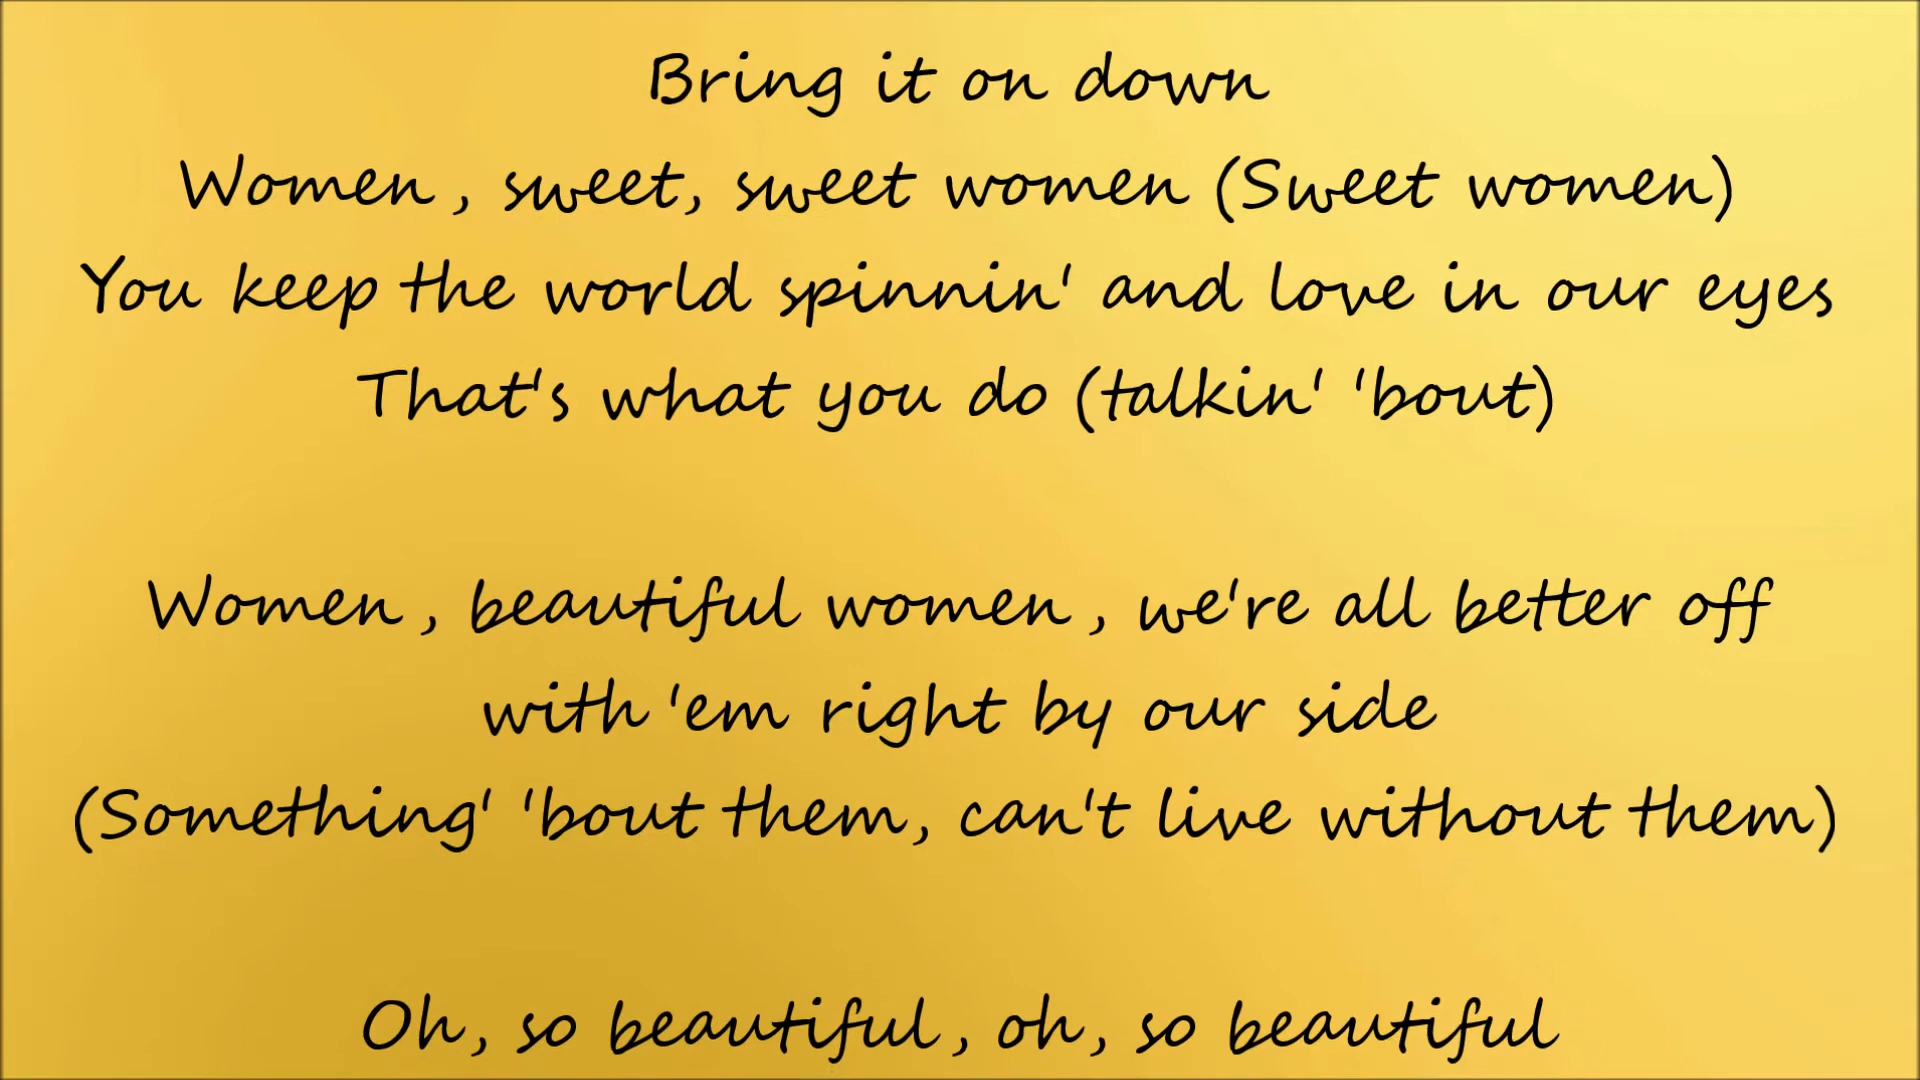 Bring it on down
Women, sweet, sweet women (Sweet women)
You keep the world spinnin' and love in our eyes
That's what you do (talkin' 'bout)
Women, beautiful women, we're all better off
with 'em right by our side
(Something' 'bout them, can't live without them)
Oh, so beautiful, oh, so beautiful